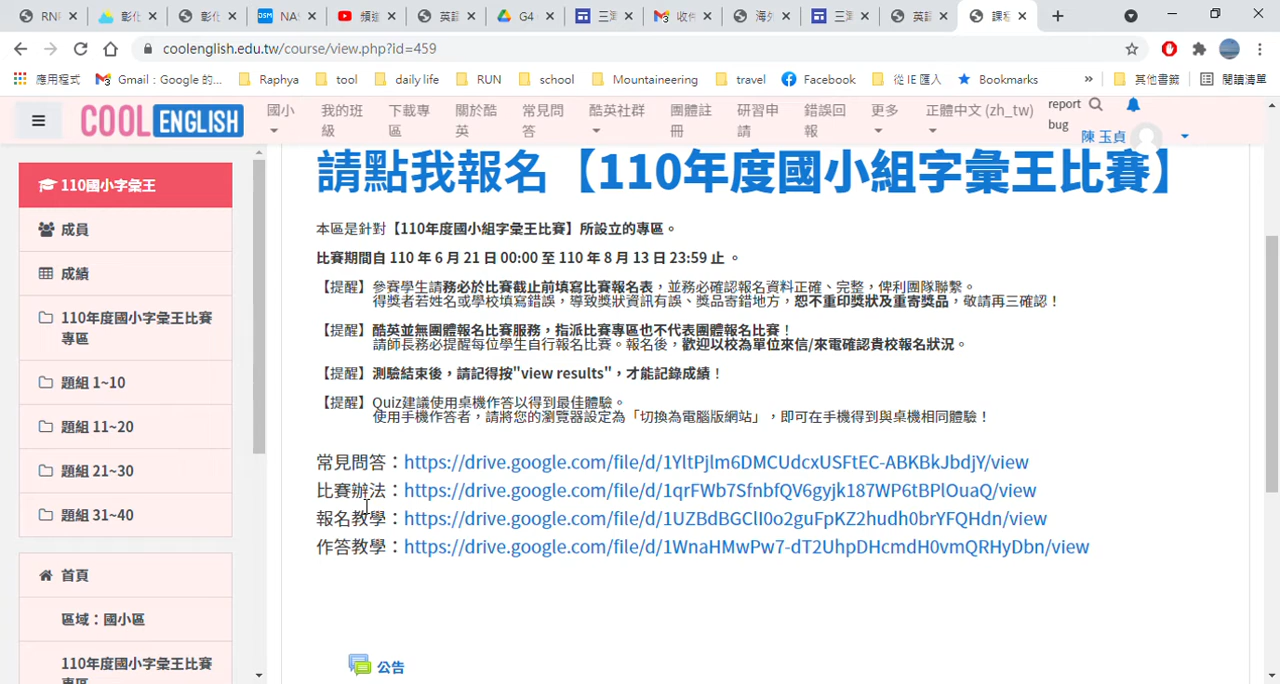 RNI
彰化
彰化
NAS
頻道
英語
G4
三潭
收件
海外
三潭
英語
課程
coolenglish.edu.tw/course/view.php?id=459
應用程式
Gmail：Google 的...
Raphya
tool
daily life
RUN
school
Mountaineering
travel
Facebook
從 IE 匯入
Bookmarks
»
其他書籤
閱讀清單
COOL ENGLISH
國小
我的班級
下載專區
關於酷英
常見問答
酷英社群
團體註冊
研習申請
錯誤回報
更多
正體中文 (zh_tw)
report bug
陳 玉貞
110國小字彙王
成員
成績
110年度國小字彙王比賽
專區
題組 1~10
題組 11~20
題組 21~30
題組 31~40
首頁
區域：國小區
110年度國小字彙王比賽
專區
請點我報名【110年度國小組字彙王比賽】
本區是針對【110年度國小組字彙王比賽】所設立的專區。
比賽期間自 110 年 6 月 21 日 00:00 至 110 年 8 月 13 日 23:59 止 。
【提醒】參賽學生請務必於比賽截止前填寫比賽報名表，並務必確認報名資料正確、完整，俾利團隊聯繫。
得獎者若姓名或學校填寫錯誤，導致獎狀資訊有誤、獎品寄錯地方，恕不重印獎狀及重寄獎品，敬請再三確認！
【提醒】酷英並無團體報名比賽服務，指派比賽專區也不代表團體報名比賽！
請師長務必提醒每位學生自行報名比賽。報名後，歡迎以校為單位來信/來電確認貴校報名狀況。
【提醒】測驗結束後，請記得按"view results"，才能記錄成績！
【提醒】Quiz建議使用桌機作答以得到最佳體驗。
使用手機作答者，請將您的瀏覽器設定為「切換為電腦版網站」，即可在手機得到與桌機相同體驗！
常見問答：https://drive.google.com/file/d/1YltPjlm6DMCUdcxUSFtEC-ABKBkJbdjY/view
比賽辦法：https://drive.google.com/file/d/1qrFWb7SfnbfQV6gyjk187WP6tBPlOuaQ/view
報名教學：https://drive.google.com/file/d/1UZBdBGClI0o2guFpKZ2hudh0brYFQHdn/view
作答教學：https://drive.google.com/file/d/1WnaHMwPw7-dT2UhpDHcmdH0vmQRHyDbn/view
公告